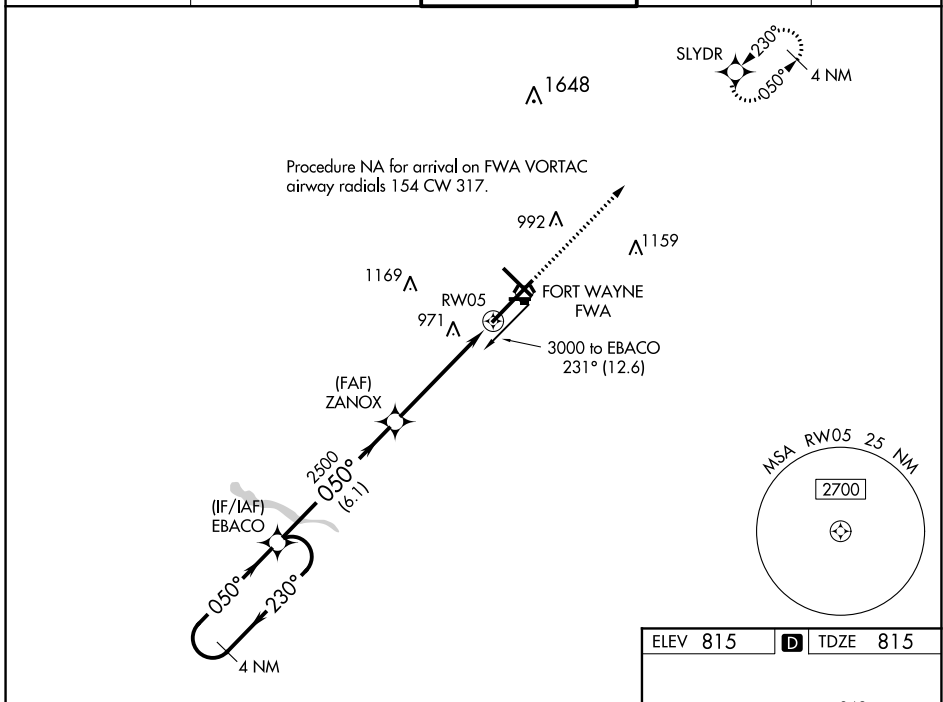 SLYDR
230°
050°
4 NM
1648
Procedure NA for arrival on FWA VORTAC
airway radials 154 CW 317.
992
1159
1169
RW05
FORT WAYNE
FWA
971
3000 to EBACO
231° (12.6)
(FAF)
ZANOX
2500
050°
(6.1)
(IF/IAF)
EBACO
050°
230°
4 NM
MSA RW05 25 NM
2700
ELEV 815 D TDZE 815